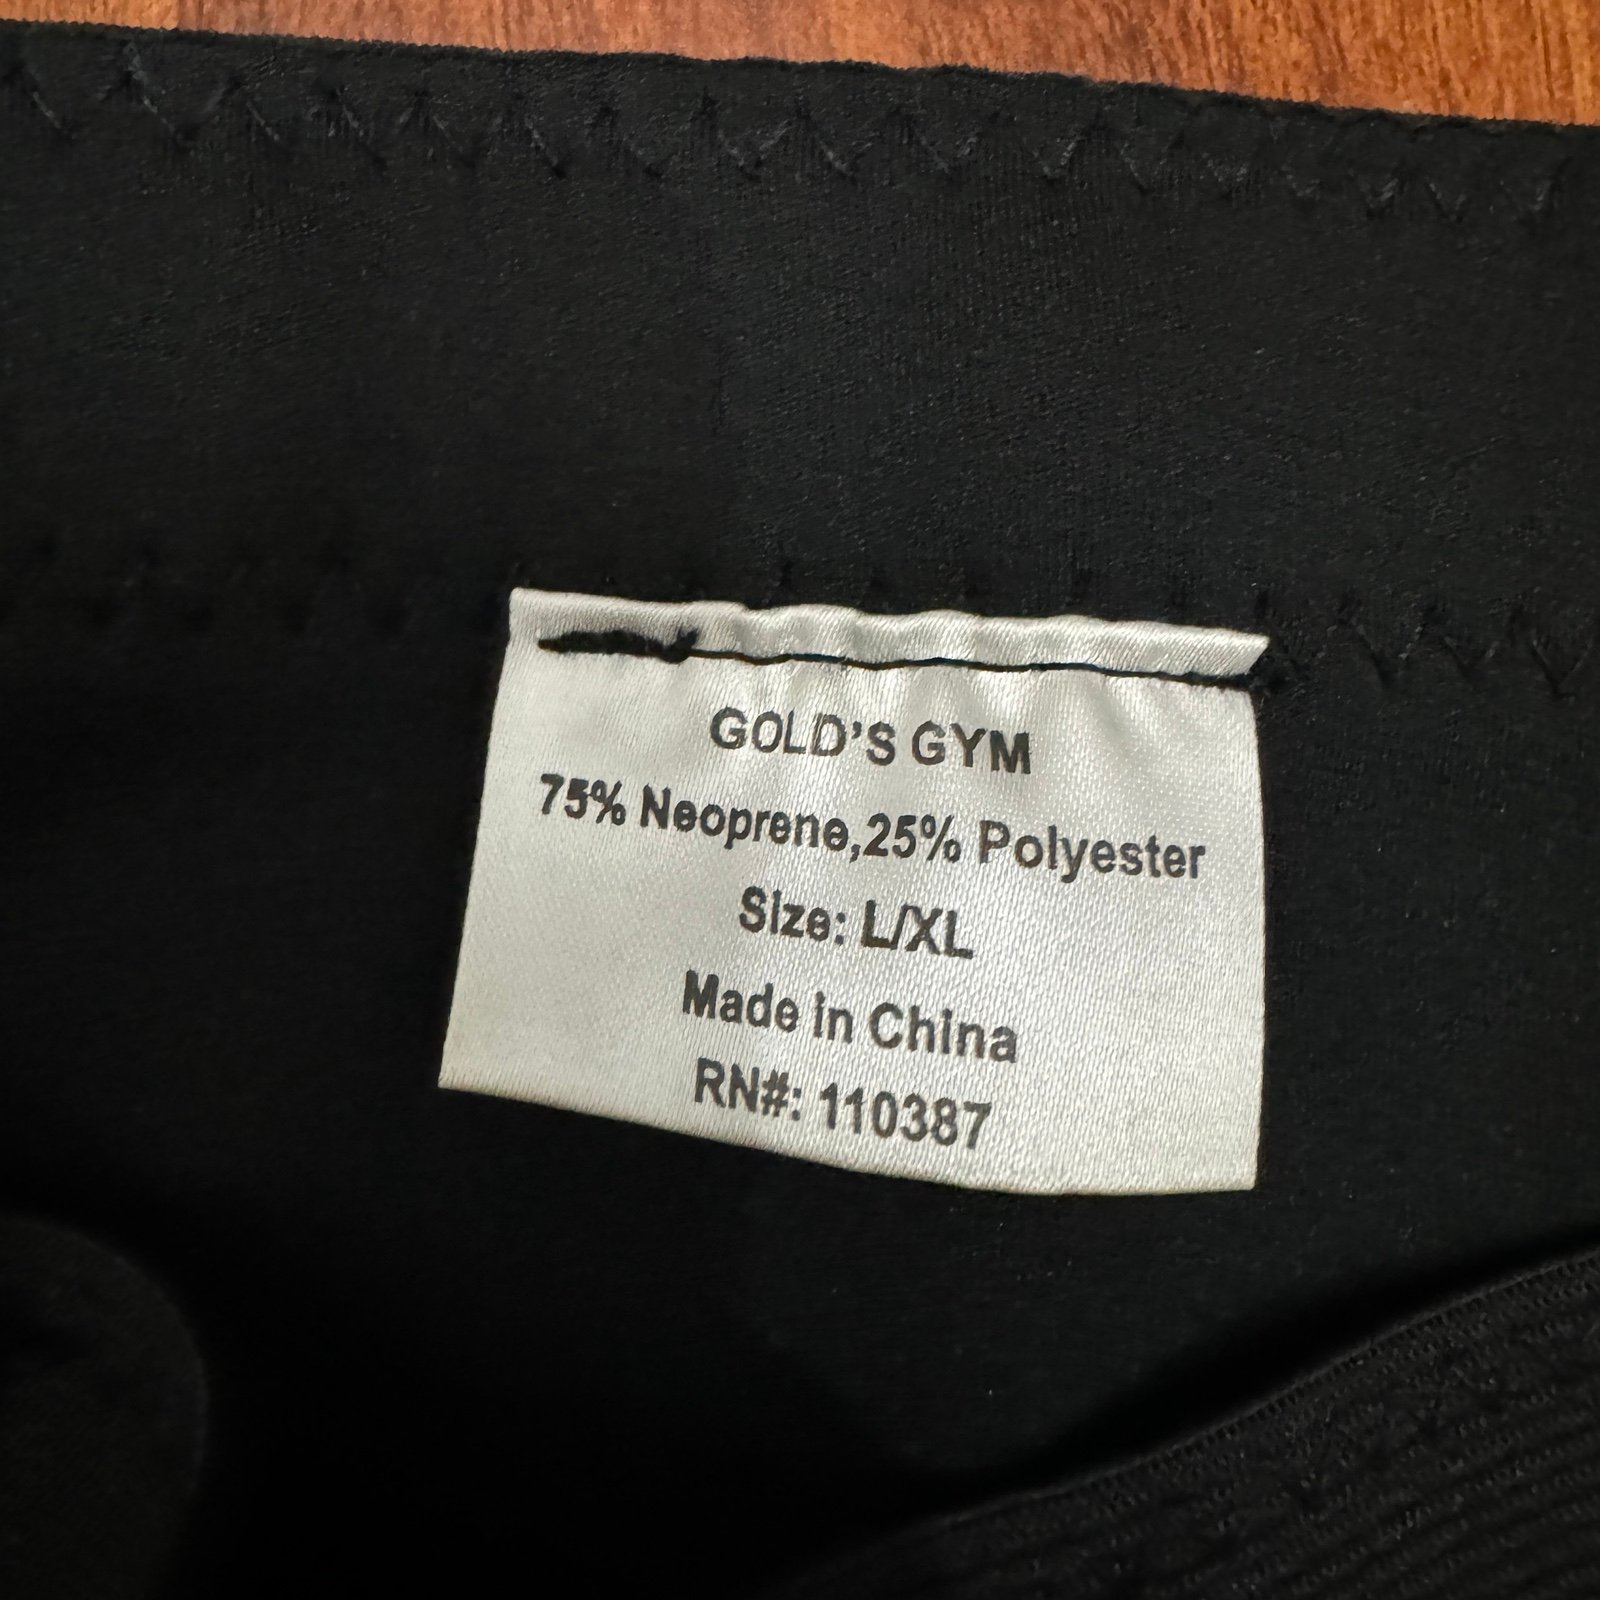 GOLD'S GYM
75% Neoprene,25% Polyester
Size: L/XL
Made in China
RN#: 110387